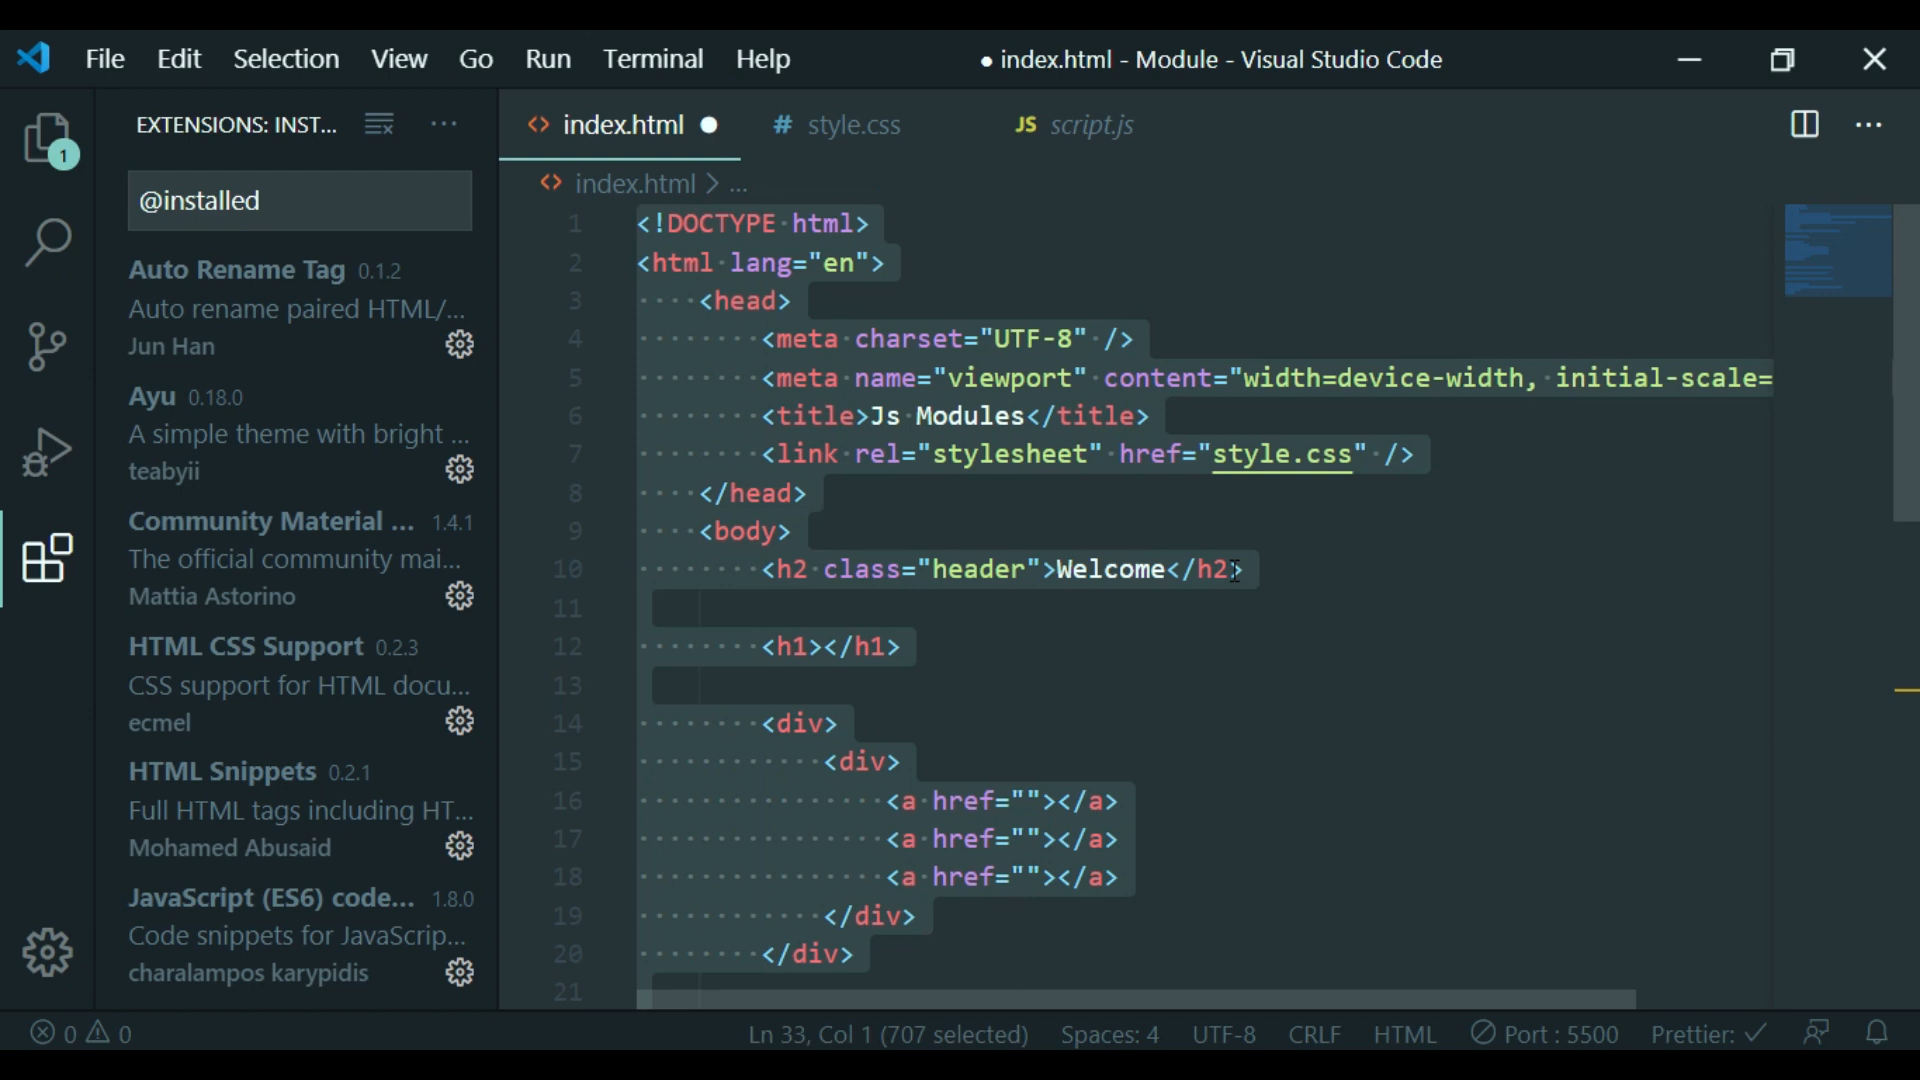 File Edit Selection View Go Run Terminal Help ● index.html - Module - Visual Studio Code
EXTENSIONS: INST... ···
index.html ● # style.css JS script.js ···
1
@installed
<> index.html > ...
Auto Rename Tag 0.1.2
Auto rename paired HTML/...
Jun Han
Ayu 0.18.0
A simple theme with bright ...
teabyii
Community Material ... 1.4.1
The official community mai...
Mattia Astorino
HTML CSS Support 0.2.3
CSS support for HTML docu...
ecmel
HTML Snippets 0.2.1
Full HTML tags including HT...
Mohamed Abusaid
JavaScript (ES6) code... 1.8.0
Code snippets for JavaScrip...
charalampos karypidis
1 <!DOCTYPE html>
2 <html lang="en">
3     <head>
4         <meta charset="UTF-8" />
5         <meta name="viewport" content="width=device-width, initial-scale=
6         <title>Js Modules</title>
7         <link rel="stylesheet" href="style.css" />
8     </head>
9     <body>
10         <h2 class="header">Welcome</h2>
11
12         <h1></h1>
13
14         <div>
15             <div>
16                 <a href=""></a>
17                 <a href=""></a>
18                 <a href=""></a>
19             </div>
20         </div>
21
0 0 Ln 33, Col 1 (707 selected) Spaces: 4 UTF-8 CRLF HTML Port : 5500 Prettier: ✓